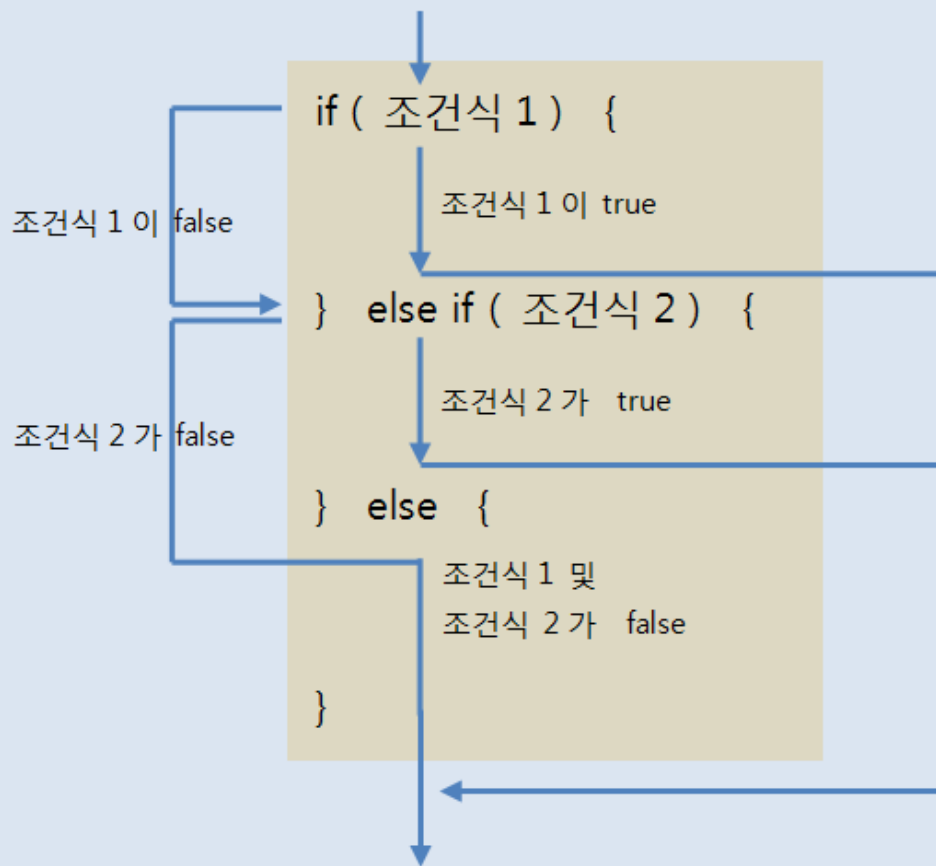 if ( 조건식 1 ) {
조건식 1 이 true
조건식 1 이 false
} else if ( 조건식 2 ) {
조건식 2 가 true
조건식 2 가 false
} else {
조건식 1 및
조건식 2 가 false
}